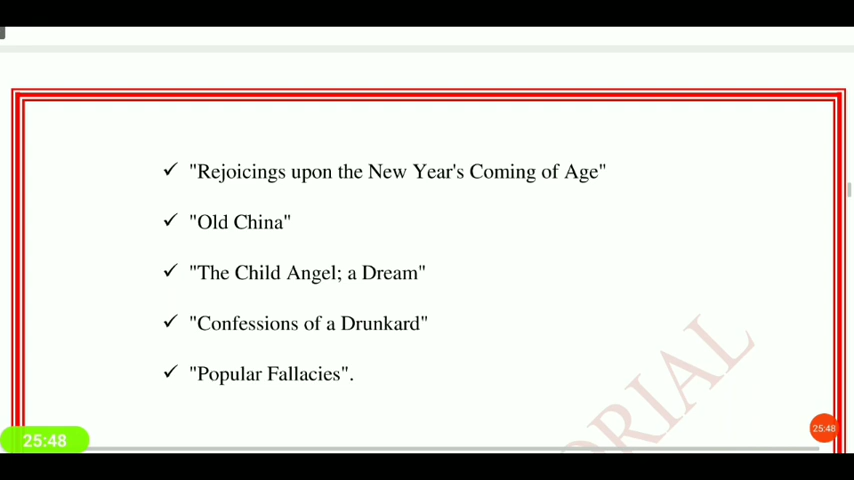 ✓ "Rejoicings upon the New Year's Coming of Age"
✓ "Old China"
✓ "The Child Angel; a Dream"
✓ "Confessions of a Drunkard"
✓ "Popular Fallacies".
ORIAL
25:48
25:48